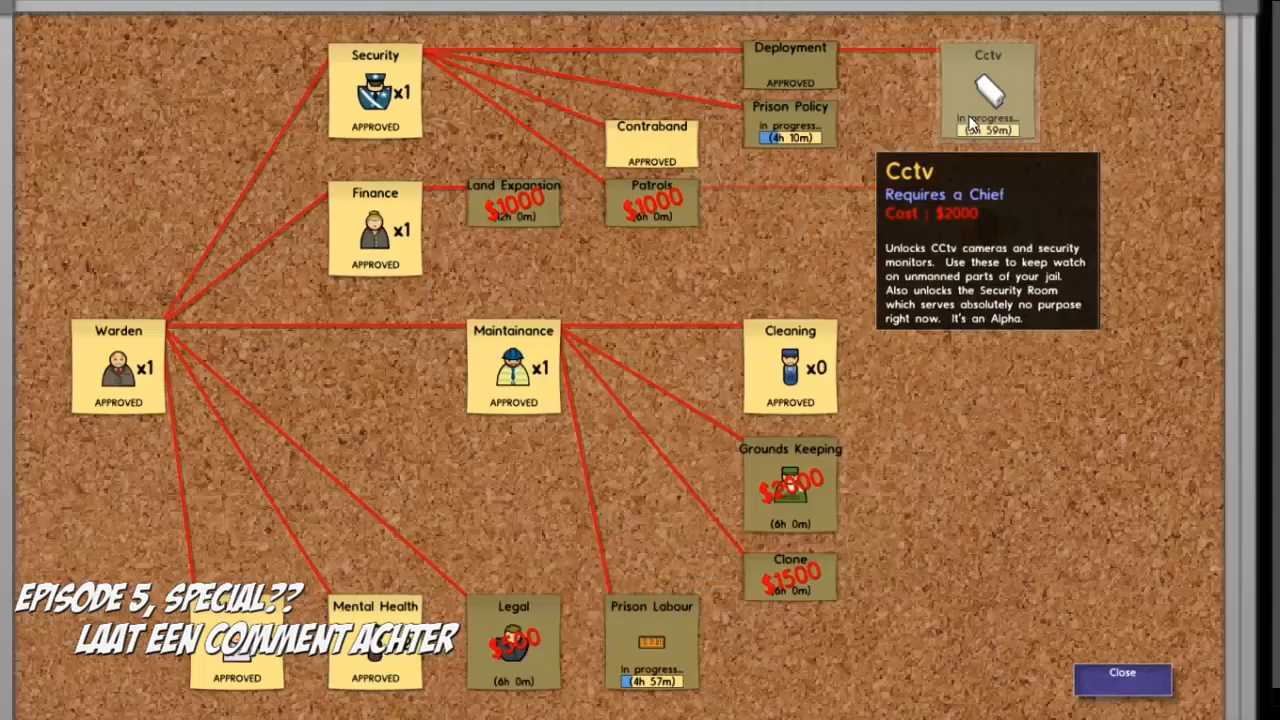 Security
x1
APPROVED
Deployment
APPROVED
Cctv
In progress...
59m)
Prison Policy
In progress...
(4h 10m)
Contraband
APPROVED
Cctv
Requires a Chief
Cost : $2000
Unlocks CCtv cameras and security
monitors. Use these to keep watch
on unmanned parts of your jail.
Also unlocks the Security Room
which serves absolutely no purpose
right now. It's an Alpha.
Finance
x1
APPROVED
Land Expansion
$1000
(2h 0m)
Patrols
$1000
(6h 0m)
Warden
x1
APPROVED
Maintainance
x1
APPROVED
Cleaning
x0
APPROVED
Grounds Keeping
$2000
(6h 0m)
Clone
$1500
(6h 0m)
EPISODE 5, SPECIAL??
LAAT EEN COMMENT ACHTER
APPROVED
Mental Health
APPROVED
Legal
$500
(6h 0m)
Prison Labour
In progress...
(4h 57m)
Close